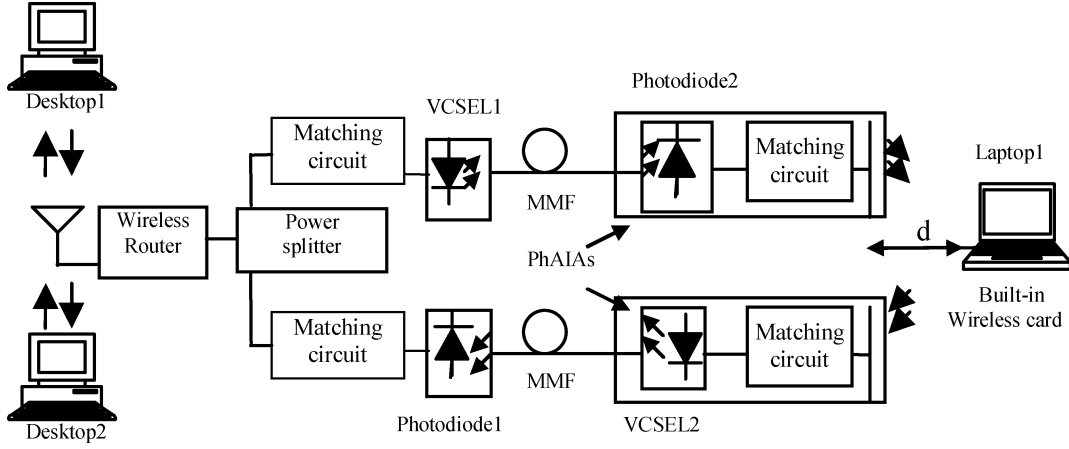 Desktop1
VCSEL1
Photodiode2
Matching
circuit
Matching
circuit
MMF
Laptop1
Wireless
Router
Power
splitter
PhAIAs
d
Built-in
Wireless card
Matching
circuit
Matching
circuit
MMF
Desktop2
Photodiode1
VCSEL2